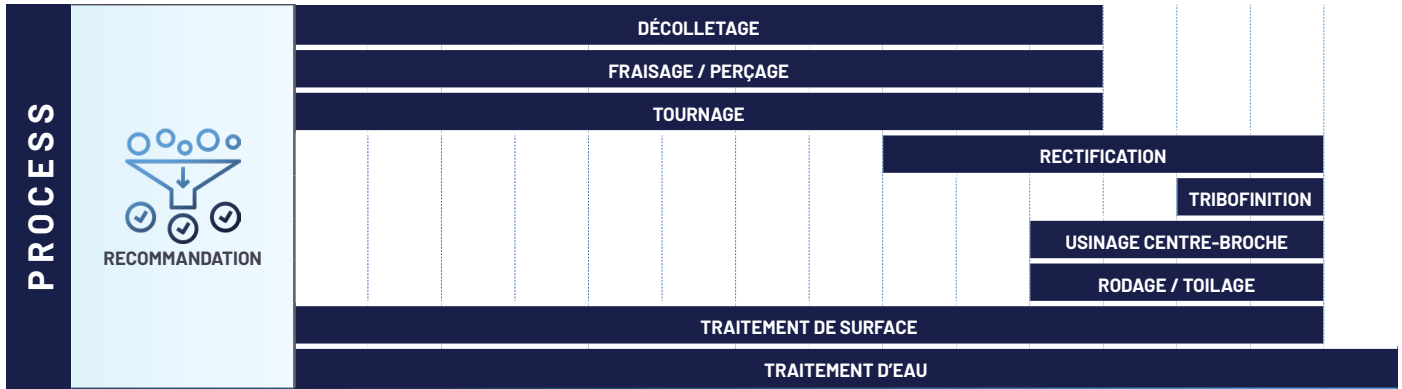 PROCESS
RECOMMANDATION
DÉCOLLETAGE
FRAISAGE / PERÇAGE
TOURNAGE
RECTIFICATION
TRIBOFINITION
USINAGE CENTRE-BROCHE
RODAGE / TOILAGE
TRAITEMENT DE SURFACE
TRAITEMENT D'EAU